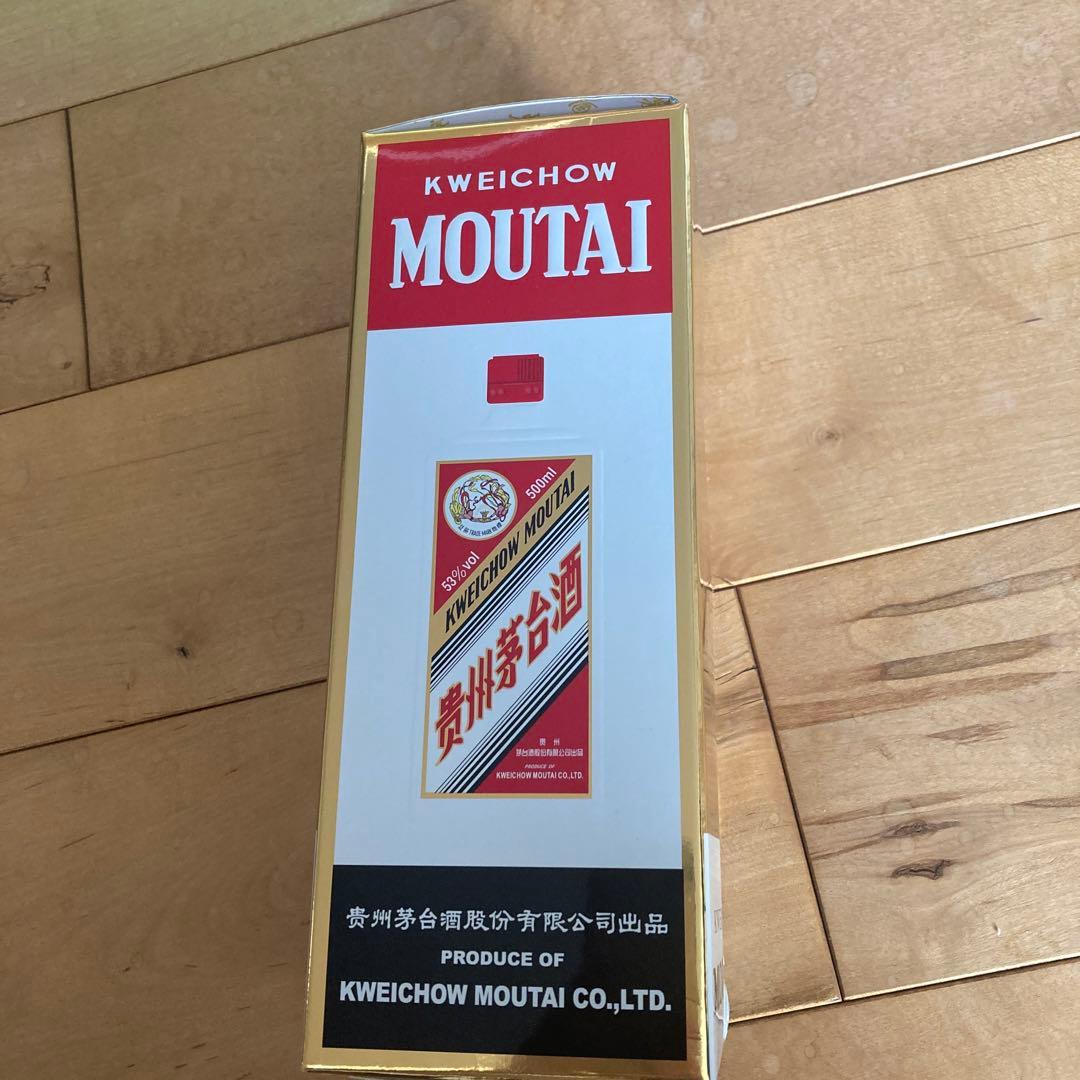 KWEICHOW
MOUTAI
500ml
53%vol
KWEICHOW MOUTAI
贵州茅台酒
贵州
茅台酒股份有限公司出品
PRODUCE OF
KWEICHOW MOUTAI CO.,LTD.
贵州茅台酒股份有限公司出品
PRODUCE OF
KWEICHOW MOUTAI CO.,LTD.